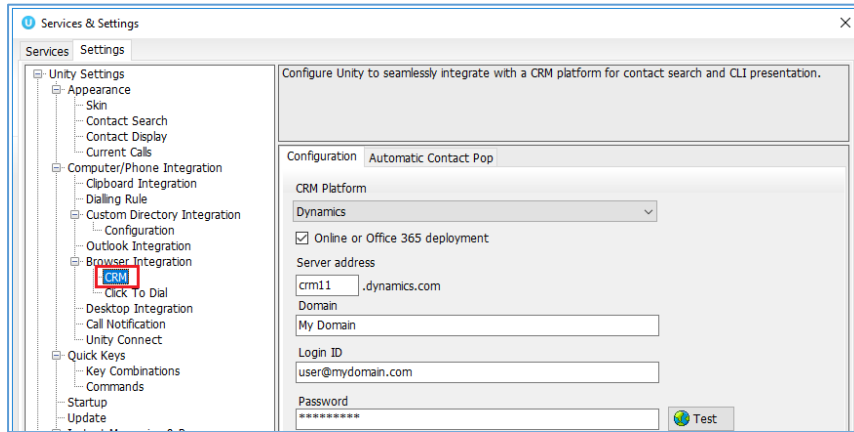 Services & Settings
Services Settings
Unity Settings
Appearance
Skin
Contact Search
Contact Display
Current Calls
Computer/Phone Integration
Clipboard Integration
Dialling Rule
Custom Directory Integration
Configuration
Outlook Integration
Browser Integration
CRM
Click To Dial
Desktop Integration
Call Notification
Unity Connect
Quick Keys
Key Combinations
Commands
Startup
Update
Configure Unity to seamlessly integrate with a CRM platform for contact search and CLI presentation.
Configuration Automatic Contact Pop
CRM Platform
Dynamics
Online or Office 365 deployment
Server address
crm11 .dynamics.com
Domain
My Domain
Login ID
user@mydomain.com
Password
********* Test